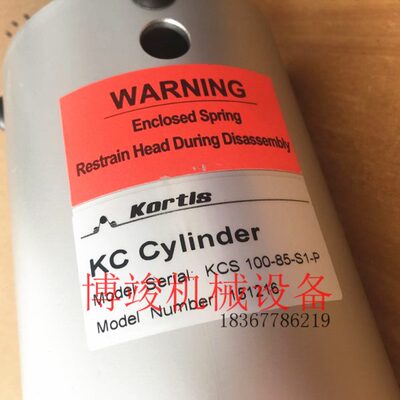 WARNING
Enclosed Spring
Restrain Head During Disassembly
Kortis
KC Cylinder
Model Serial: KCS 100-85-S1-P
Model Number: 151216
博竣机械设备
18367786219